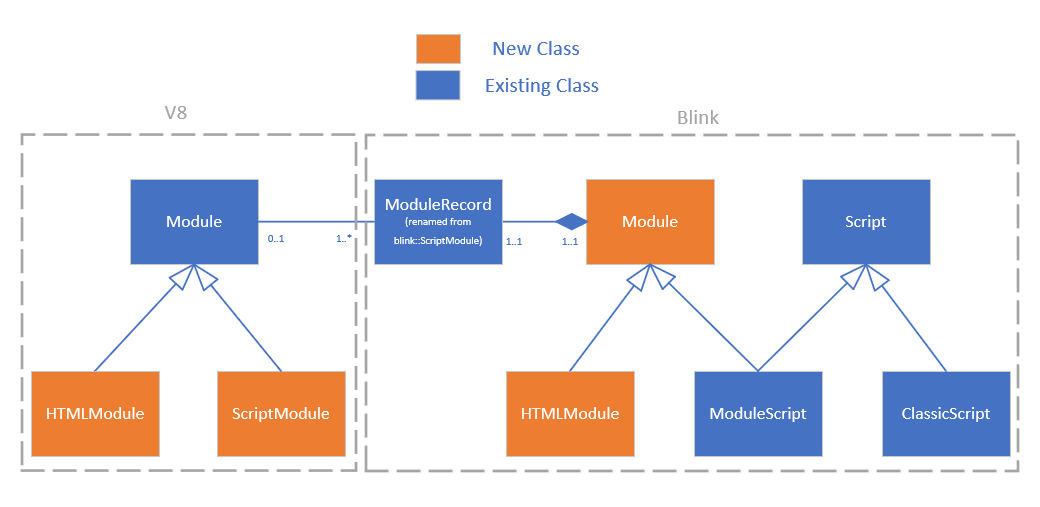 New Class
Existing Class
V8
Blink
Module
0..1
1..*
ModuleRecord
(renamed from
blink::ScriptModule)
1..1
1..1
Module
Script
HTMLModule
ScriptModule
HTMLModule
ModuleScript
ClassicScript